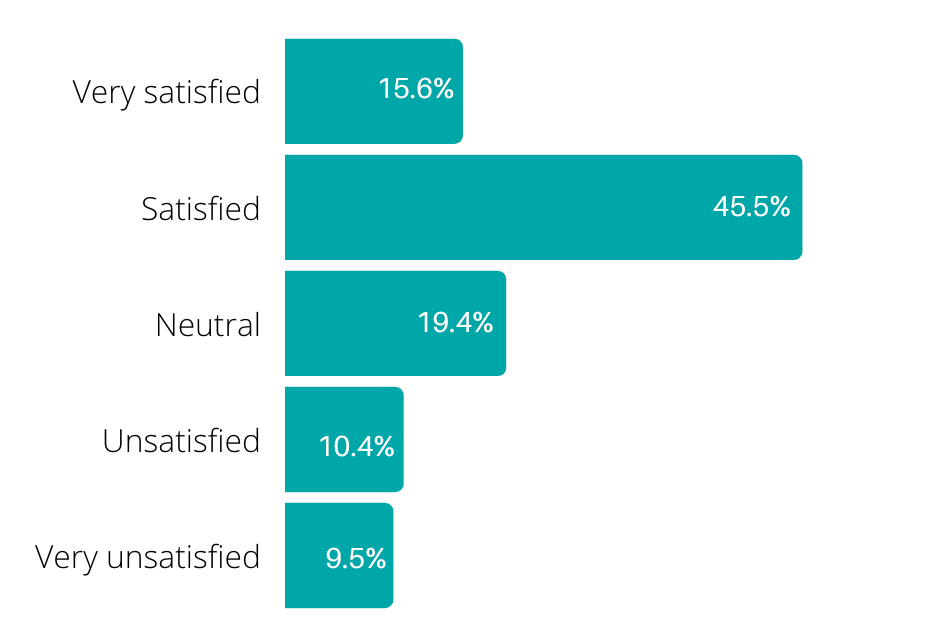 Very satisfied 15.6%
Satisfied 45.5%
Neutral 19.4%
Unsatisfied 10.4%
Very unsatisfied 9.5%